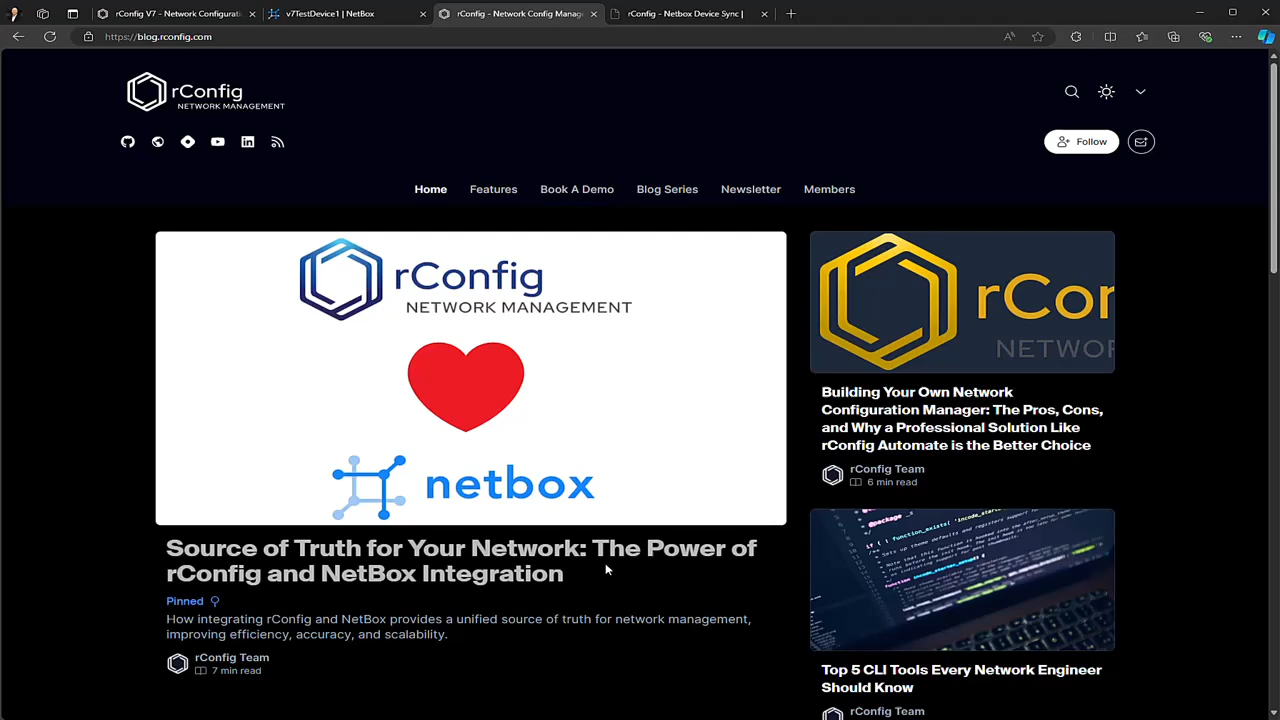 rConfig V7 - Network Configurati
v7TestDevice1 | NetBox
rConfig - Network Config Manag
rConfig - Netbox Device Sync |
https://blog.rconfig.com
rConfig
NETWORK MANAGEMENT
Follow
Home
Features
Book A Demo
Blog Series
Newsletter
Members
rConfig
NETWORK MANAGEMENT
netbox
Source of Truth for Your Network: The Power of
rConfig and NetBox Integration
Pinned
How integrating rConfig and NetBox provides a unified source of truth for network management,
improving efficiency, accuracy, and scalability.
rConfig Team
7 min read
rCor
NETWO
Building Your Own Network
Configuration Manager: The Pros, Cons,
and Why a Professional Solution Like
rConfig Automate is the Better Choice
rConfig Team
6 min read
* @package _s
Top 5 CLI Tools Every Network Engineer
Should Know
rConfig Team